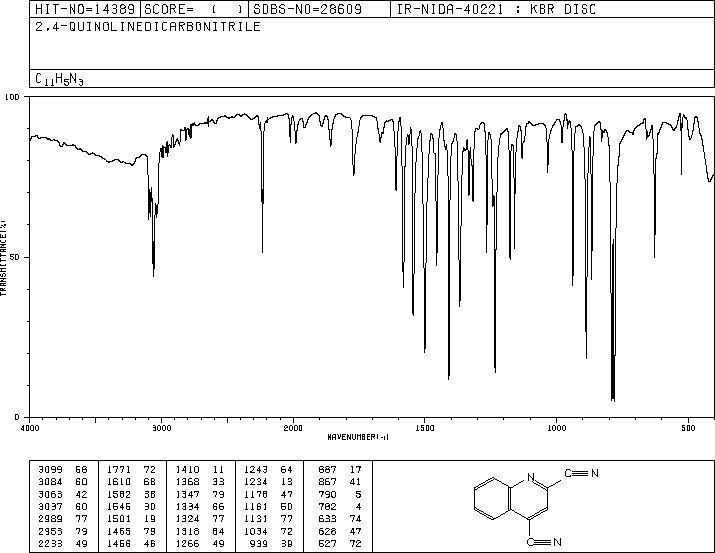 HIT-NO=14389 SCORE= ( ) SDBS-NO=28609 IR-NIDA-40221 : KBR DISC
2,4-QUINOLINEDICARBONITRILE
C11H5N3
100
50
0
TRANSMITTANCE(%)
4000 3000 2000 1500 1000 500
WAVENUMBER(-1)
3099 66 1771 72 1410 11 1243 64 887 17
3084 60 1610 68 1368 33 1234 13 867 41
3063 42 1582 38 1347 79 1178 47 790 5
3037 60 1546 30 1334 66 1161 50 782 4
2989 77 1501 19 1324 77 1131 77 633 74
2953 79 1465 79 1318 84 1034 72 628 47
2233 49 1456 46 1266 49 939 39 527 72
N
C≡N
C≡N